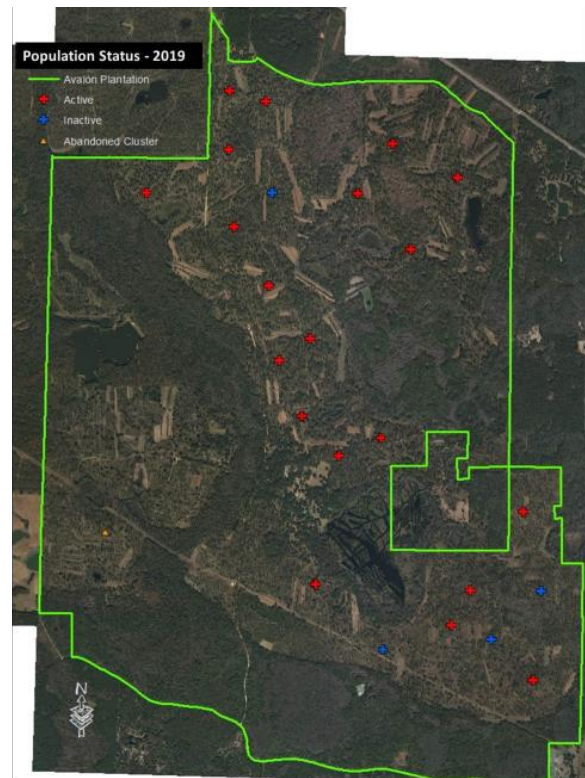 Population Status - 2019
Avalon Plantation
Active
Inactive
Abandoned Cluster
N